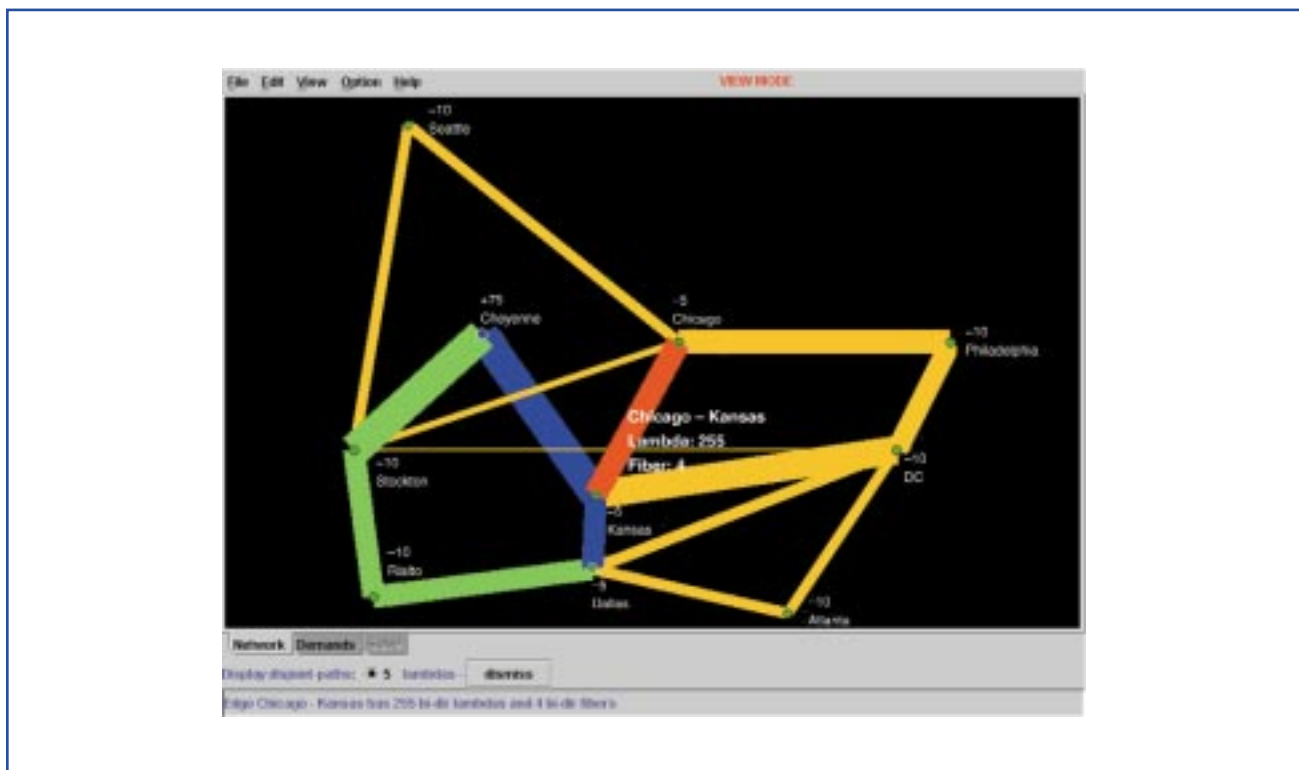 File Edit View Option Help
VIEW MODE
–10
Seattle
+75
Cheyenne
–5
Chicago
–10
Philadelphia
Chicago – Kansas
Lambda: 255
Fiber: 4
–10
Stockton
–10
DC
–5
Kansas
–10
Rialto
–5
Dallas
–10
Atlanta
Network Demands
Display disjoint paths: 5 lambdas dismiss
Edge Chicago - Kansas has 255 bi-dir lambdas and 4 bi-dir fibers